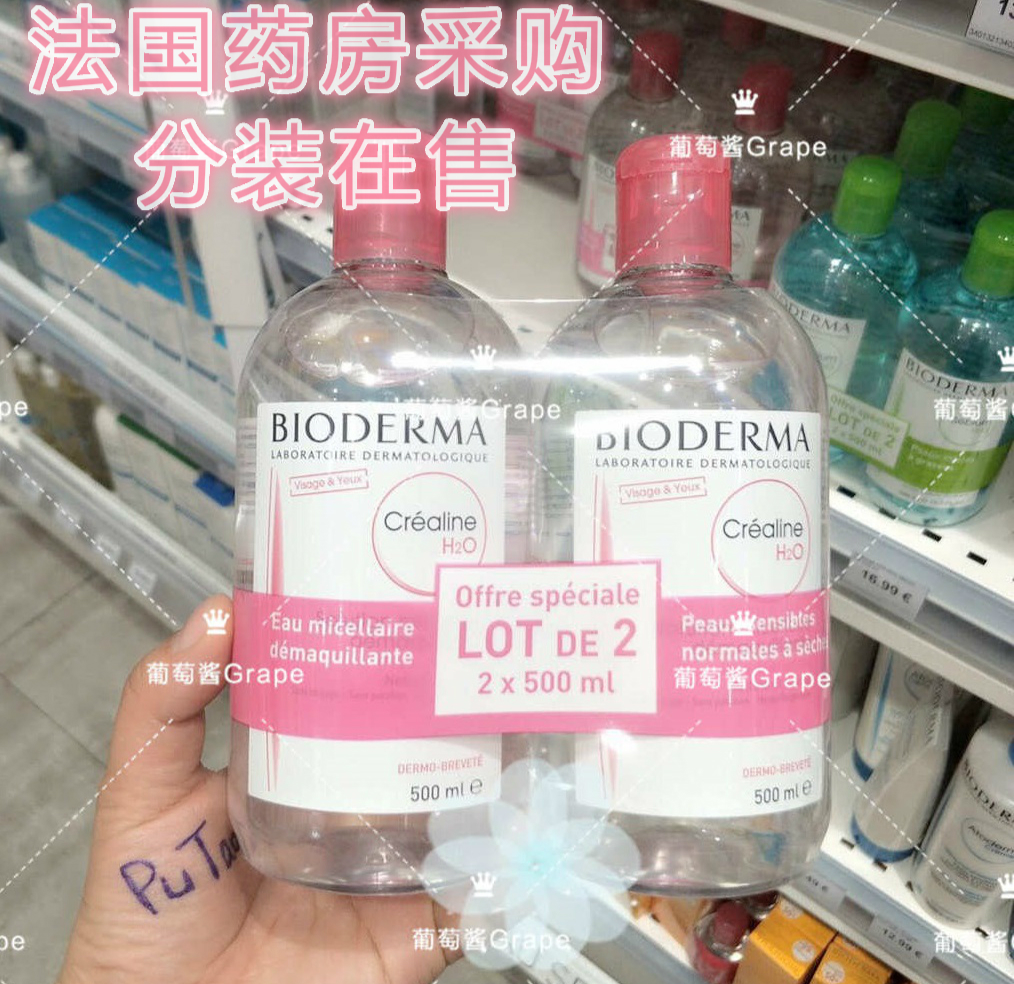 法国药房采购
分装在售
葡萄酱Grape
BIODERMA
LABORATOIRE DERMATOLOGIQUE
Visage & Yeux
Créaline
H2O
Eau micellaire
démaquillante
DERMO-BREVETÉ
500 ml e
BIODERMA
LABORATOIRE DERMATOLOGIQUE
Visage & Yeux
Créaline
H2O
Offre spéciale
LOT DE 2
2 x 500 ml
Peaux sensibles
normales à sèche
DERMO-BREVETÉ
500 ml e
葡萄酱Grape
葡萄酱Grape
葡萄酱Grape
葡萄酱Grape
BIODERMA
BIODERMA
Offre spéciale
LOT DE 2
2 x 500 ml
16.99 €
12.99 €
PuTao